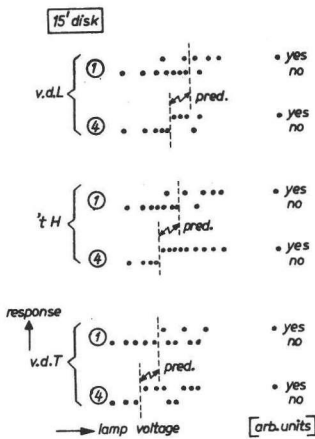 15' disk
① • yes
no
v.d.L
pred.
④ • yes
no
① • yes
no
't H
pred.
④ • yes
no
response
① • yes
no
v.d.T
pred.
④ • yes
no
lamp voltage [arb.units]